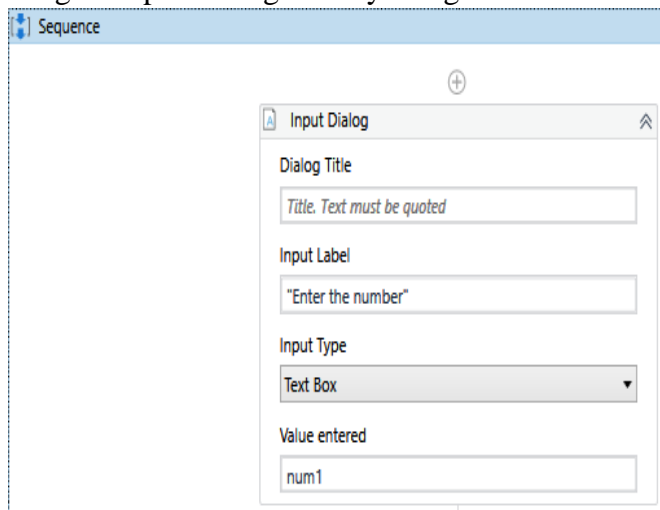 Sequence
Input Dialog
Dialog Title
Title. Text must be quoted
Input Label
"Enter the number"
Input Type
Text Box
Value entered
num1